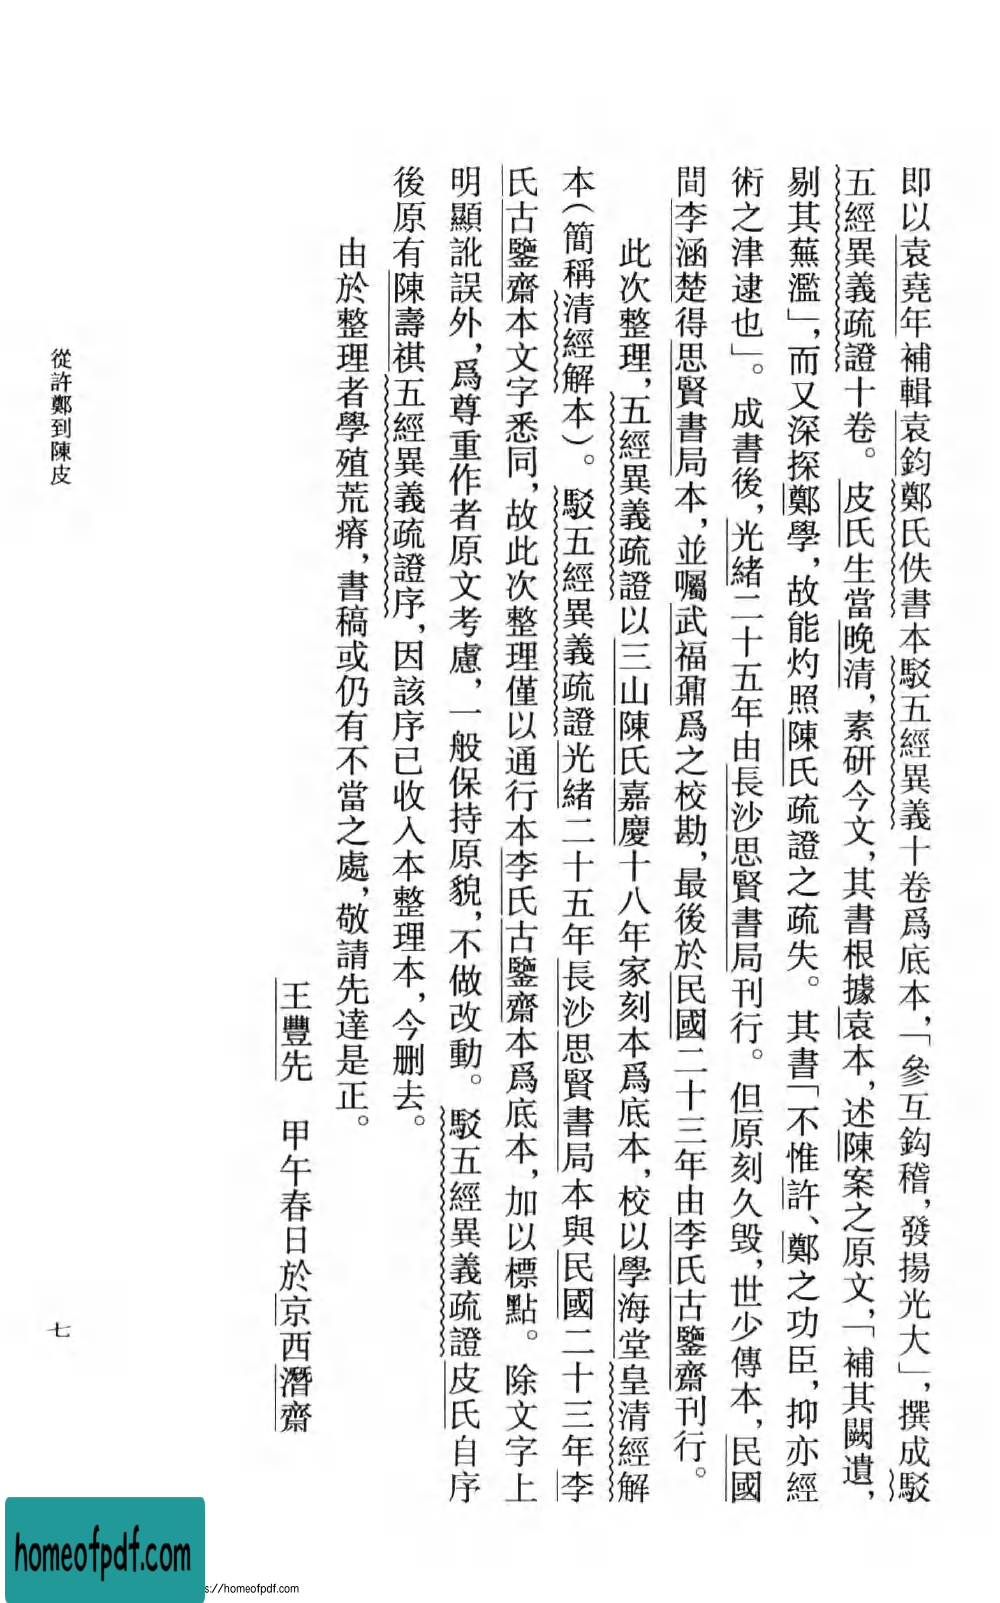 即以袁堯年補輯袁鈞鄭氏佚書本駁五經異義十卷爲底本，「參互鈎稽，發揚光大」，撰成駁
五經異義疏證十卷。皮氏生當晚清，素研今文，其書根據袁本，述陳案之原文，「補其闕遺，
剔其蕪濫」，而又深探鄭學，故能灼照陳氏疏證之疏失。其書「不惟許、鄭之功臣，抑亦經
術之津逮也」。成書後，光緒二十五年由長沙思賢書局刊行。但原刻久毀，世少傳本，民國
間李涵楚得思賢書局本，並囑武福鼐爲之校勘，最後於民國二十三年由李氏古鑒齋刊行。
此次整理，五經異義疏證以三山陳氏嘉慶十八年家刻本爲底本，校以學海堂皇清經解
本（簡稱清經解本）。駁五經異義疏證光緒二十五年長沙思賢書局本與民國二十三年李
氏古鑒齋本文字悉同，故此次整理僅以通行本李氏古鑒齋本爲底本，加以標點。除文字上
明顯訛誤外，爲尊重作者原文考慮，一般保持原貌，不做改動。駁五經異義疏證皮氏自序
後原有陳壽祺五經異義疏證序，因該序已收入本整理本，今删去。
由於整理者學殖荒瘠，書稿或仍有不當之處，敬請先達是正。
王豐先　甲午春日於京西潛齋
從許鄭到陳皮
七
homeofpdf.com
s://homeofpdf.com